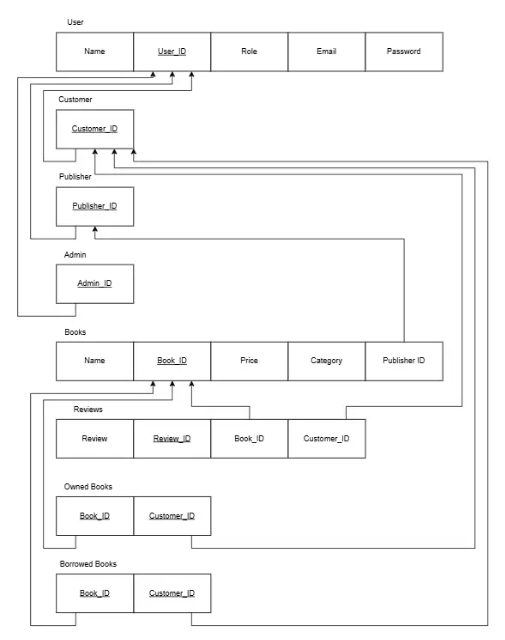 User
Name User_ID Role Email Password
Customer
Customer_ID
Publisher
Publisher_ID
Admin
Admin_ID
Books
Name Book_ID Price Category Publisher ID
Reviews
Review Review_ID Book_ID Customer_ID
Owned Books
Book_ID Customer_ID
Borrowed Books
Book_ID Customer_ID